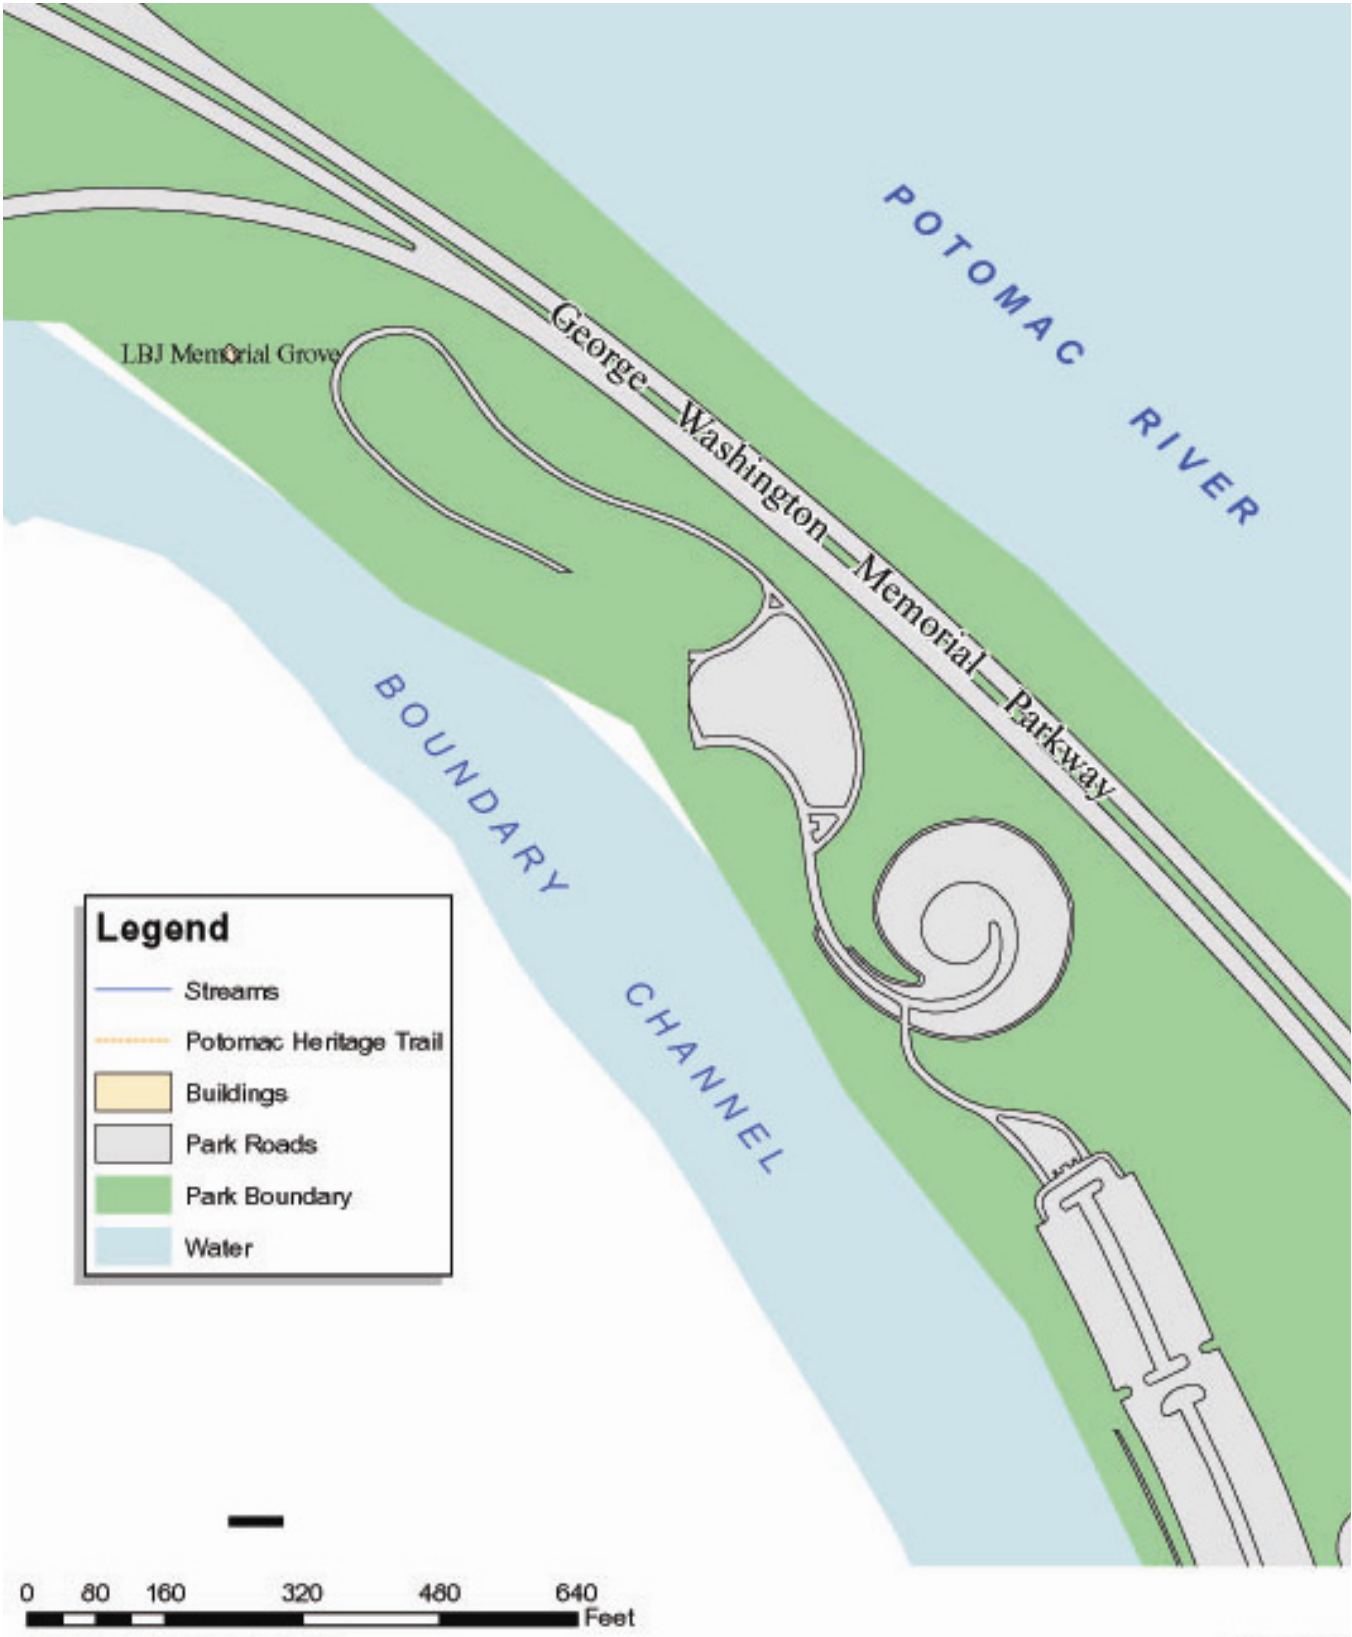 POTOMAC RIVER
George Washington Memorial Parkway
LBJ Memorial Grove
BOUNDARY CHANNEL
Legend
Streams
Potomac Heritage Trail
Buildings
Park Roads
Park Boundary
Water
0 80 160 320 480 640
Feet